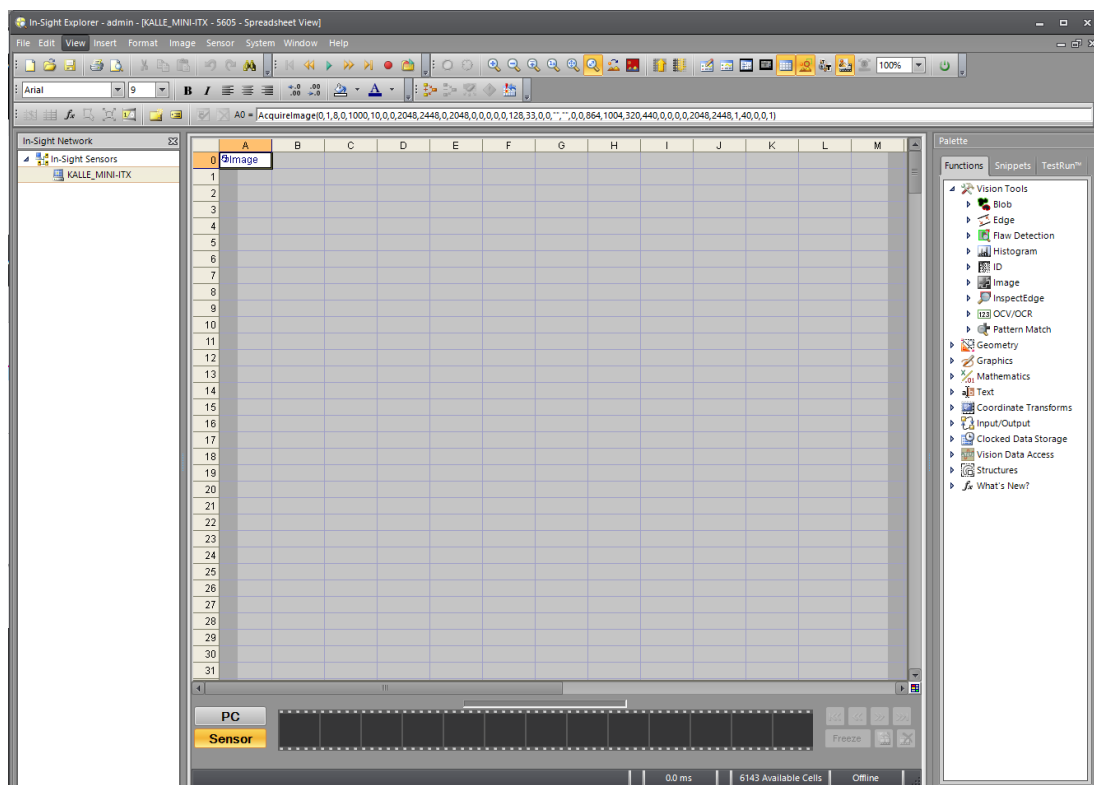 In-Sight Explorer - admin - [KALLE_MINI-ITX - 5605 - Spreadsheet View]
File Edit View Insert Format Image Sensor System Window Help
100%
Arial 9 B I A
A0 = AcquireImage(0,1,8,0,1000,10,0,0,2048,2448,0,2048,0,0,0,0,0,128,33,0,0,"","",0,0,864,1004,320,440,0,0,0,0,2048,2448,1,40,0,0,1)
In-Sight Network
In-Sight Sensors
KALLE_MINI-ITX
A B C D E F G H I J K L M
0 Image
1
2
3
4
5
6
7
8
9
10
11
12
13
14
15
16
17
18
19
20
21
22
23
24
25
26
27
28
29
30
31
PC
Sensor
Freeze
0.0 ms 6143 Available Cells Offline
Palette
Functions Snippets TestRun™
Vision Tools
Blob
Edge
Flaw Detection
Histogram
ID
Image
InspectEdge
OCV/OCR
Pattern Match
Geometry
Graphics
Mathematics
Text
Coordinate Transforms
Input/Output
Clocked Data Storage
Vision Data Access
Structures
What's New?